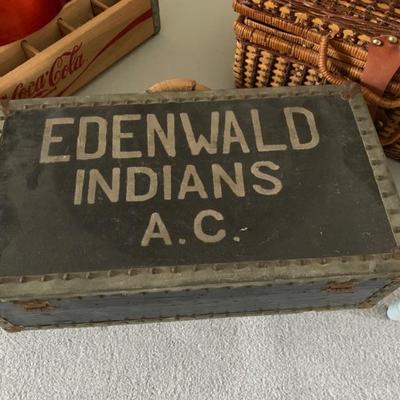 Coca-Cola
EDENWALD
INDIANS
A.C.